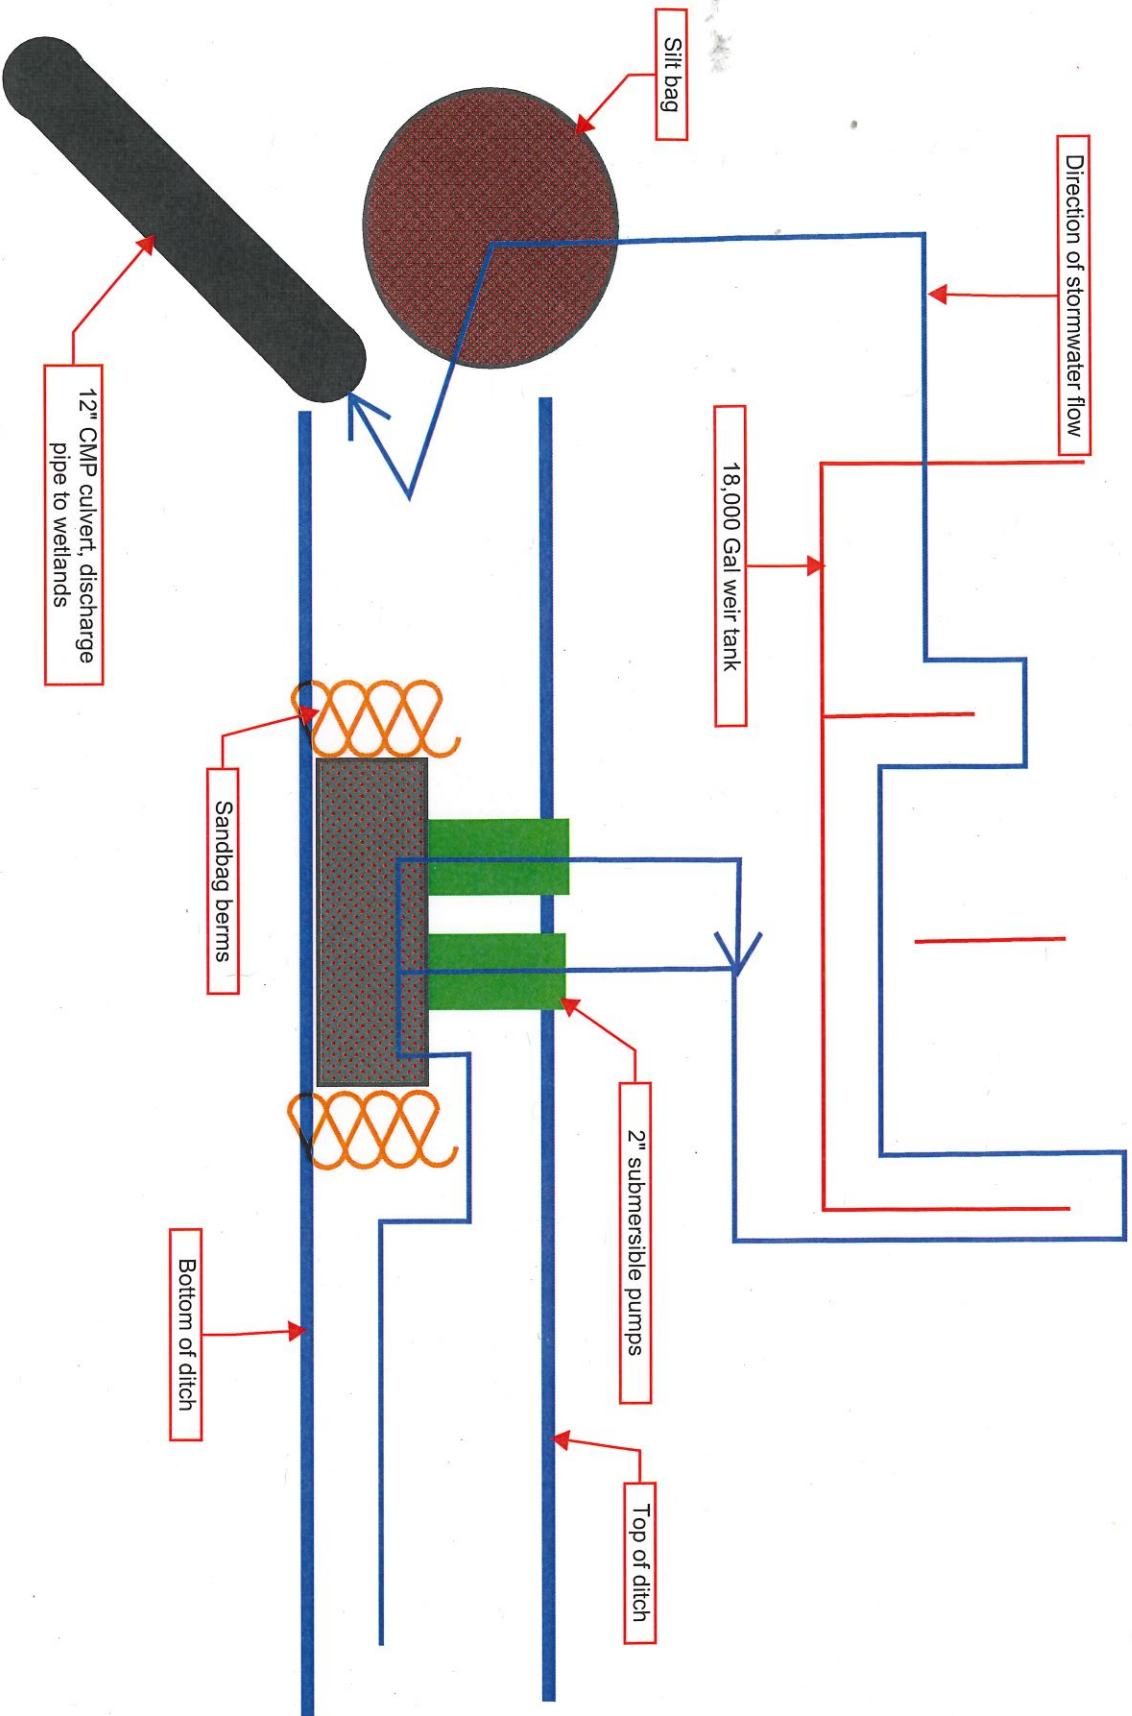 Direction of stormwater flow
18,000 Gal weir tank
Silt bag
2" submersible pumps
Top of ditch
Sandbag berms
Bottom of ditch
12" CMP culvert, discharge
pipe to wetlands